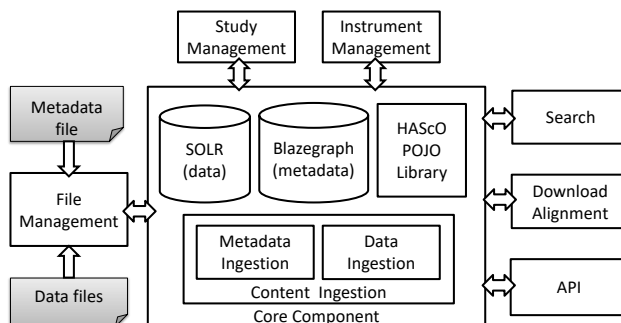 Study
Management
Instrument
Management
Metadata
file
File
Management
Data files
SOLR
(data)
Blazegraph
(metadata)
HAScO
POJO
Library
Metadata
Ingestion
Data
Ingestion
Content Ingestion
Core Component
Search
Download
Alignment
API